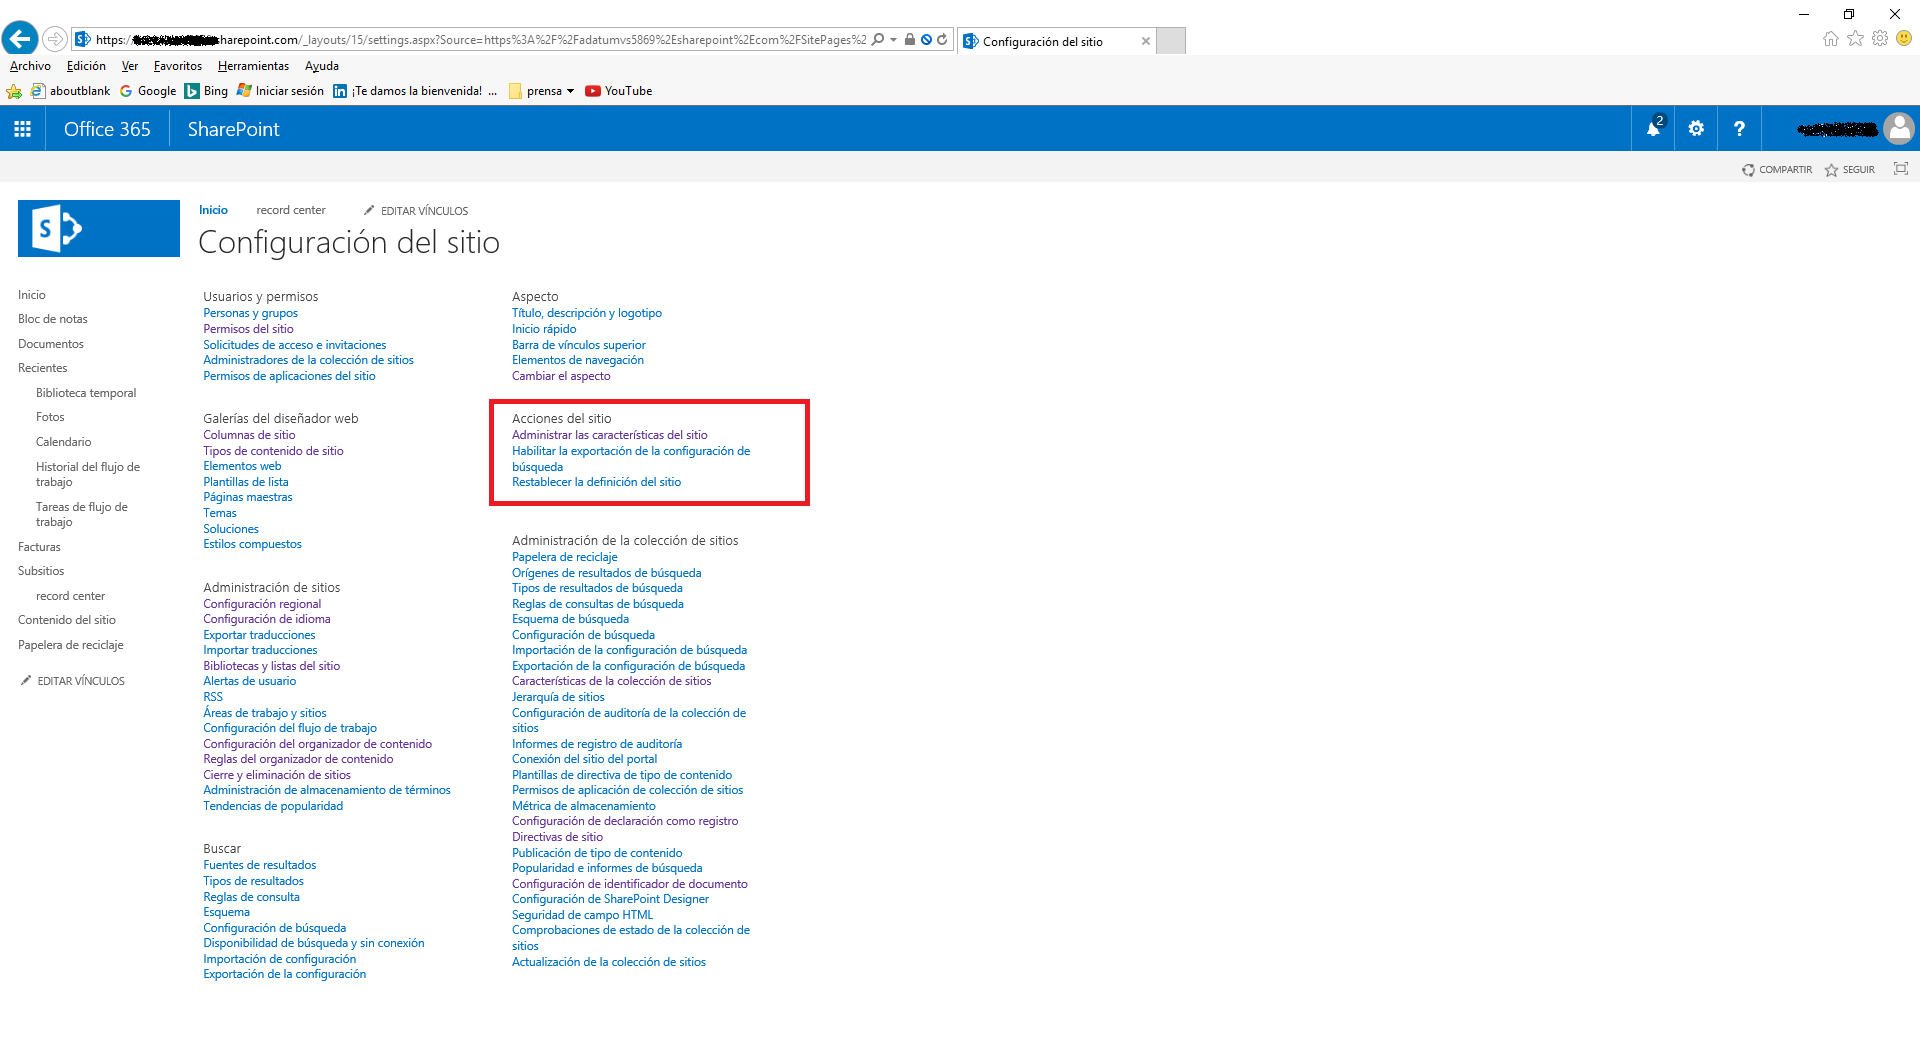 https:/
harepoint.com/_layouts/15/settings.aspx?Source=https%3A%2F%2Fadatumvs5869%2Esharepoint%2Ecom%2FSitePages%2
Configuración del sitio
Archivo Edición Ver Favoritos Herramientas Ayuda
aboutblank Google Bing Iniciar sesión ¡Te damos la bienvenida! ... prensa YouTube
Office 365 SharePoint 2 ?
COMPARTIR SEGUIR
S
Inicio record center EDITAR VÍNCULOS
Configuración del sitio
Inicio
Bloc de notas
Documentos
Recientes
Biblioteca temporal
Fotos
Calendario
Historial del flujo de
trabajo
Tareas de flujo de
trabajo
Facturas
Subsitios
record center
Contenido del sitio
Papelera de reciclaje
EDITAR VÍNCULOS
Usuarios y permisos
Personas y grupos
Permisos del sitio
Solicitudes de acceso e invitaciones
Administradores de la colección de sitios
Permisos de aplicaciones del sitio
Galerías del diseñador web
Columnas de sitio
Tipos de contenido de sitio
Elementos web
Plantillas de lista
Páginas maestras
Temas
Soluciones
Estilos compuestos
Administración de sitios
Configuración regional
Configuración de idioma
Exportar traducciones
Importar traducciones
Bibliotecas y listas del sitio
Alertas de usuario
RSS
Áreas de trabajo y sitios
Configuración del flujo de trabajo
Configuración del organizador de contenido
Reglas del organizador de contenido
Cierre y eliminación de sitios
Administración de almacenamiento de términos
Tendencias de popularidad
Buscar
Fuentes de resultados
Tipos de resultados
Reglas de consulta
Esquema
Configuración de búsqueda
Disponibilidad de búsqueda y sin conexión
Importación de configuración
Exportación de la configuración
Aspecto
Título, descripción y logotipo
Inicio rápido
Barra de vínculos superior
Elementos de navegación
Cambiar el aspecto
Acciones del sitio
Administrar las características del sitio
Habilitar la exportación de la configuración de
búsqueda
Restablecer la definición del sitio
Administración de la colección de sitios
Papelera de reciclaje
Orígenes de resultados de búsqueda
Tipos de resultados de búsqueda
Reglas de consultas de búsqueda
Esquema de búsqueda
Configuración de búsqueda
Importación de la configuración de búsqueda
Exportación de la configuración de búsqueda
Características de la colección de sitios
Jerarquía de sitios
Configuración de auditoría de la colección de
sitios
Informes de registro de auditoría
Conexión del sitio del portal
Plantillas de directiva de tipo de contenido
Permisos de aplicación de colección de sitios
Métrica de almacenamiento
Configuración de declaración como registro
Directivas de sitio
Publicación de tipo de contenido
Popularidad e informes de búsqueda
Configuración de identificador de documento
Configuración de SharePoint Designer
Seguridad de campo HTML
Comprobaciones de estado de la colección de
sitios
Actualización de la colección de sitios